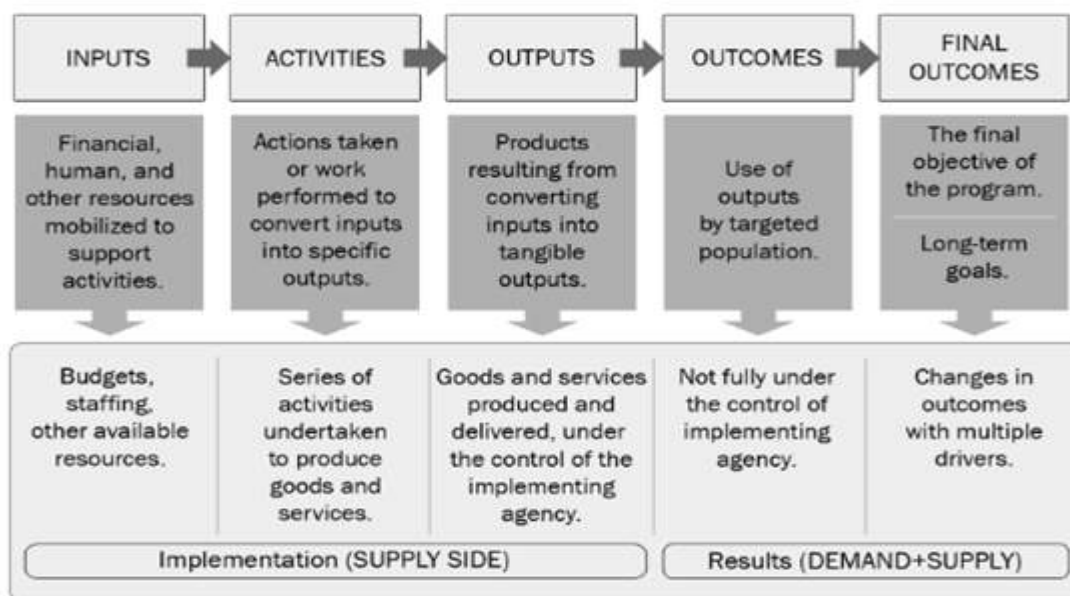 INPUTS
ACTIVITIES
OUTPUTS
OUTCOMES
FINAL
OUTCOMES
Financial,
human, and
other resources
mobilized to
support
activities.
Actions taken
or work
performed to
convert inputs
into specific
outputs.
Products
resulting from
converting
inputs into
tangible
outputs.
Use of
outputs
by targeted
population.
The final
objective of
the program.
Long-term
goals.
Budgets,
staffing,
other available
resources.
Series of
activities
undertaken
to produce
goods and
services.
Goods and services
produced and
delivered, under
the control of the
implementing
agency.
Not fully under
the control of
implementing
agency.
Changes in
outcomes
with multiple
drivers.
Implementation (SUPPLY SIDE)
Results (DEMAND+SUPPLY)